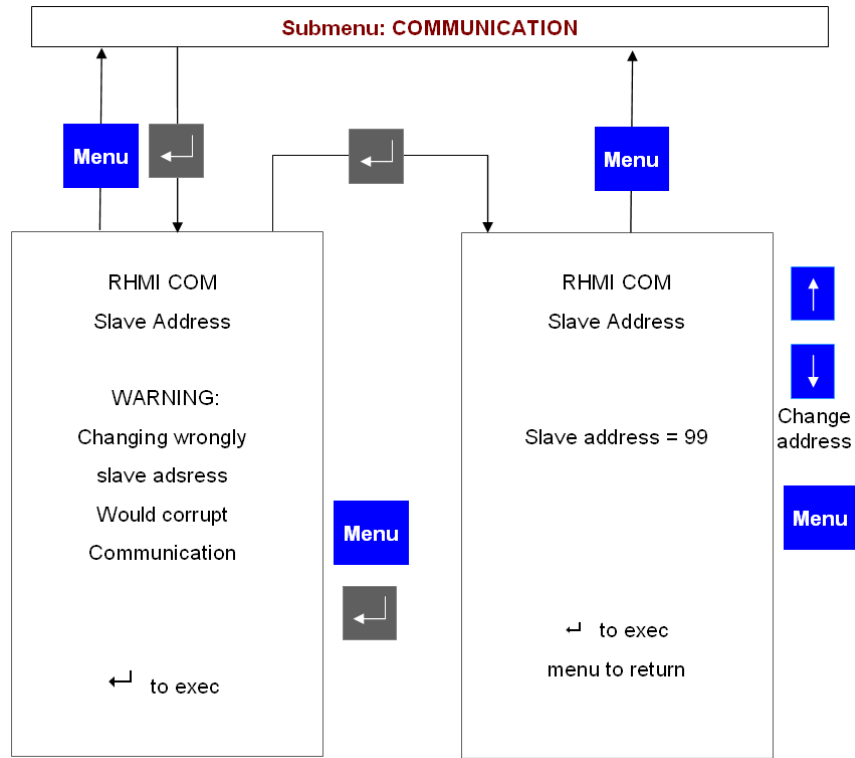 Submenu: COMMUNICATION
Menu
Menu
RHMI COM
Slave Address
WARNING:
Changing wrongly
slave adsress
Would corrupt
Communication
↵ to exec
Menu
RHMI COM
Slave Address
Slave address = 99
↵ to exec
menu to return
Change
address
Menu